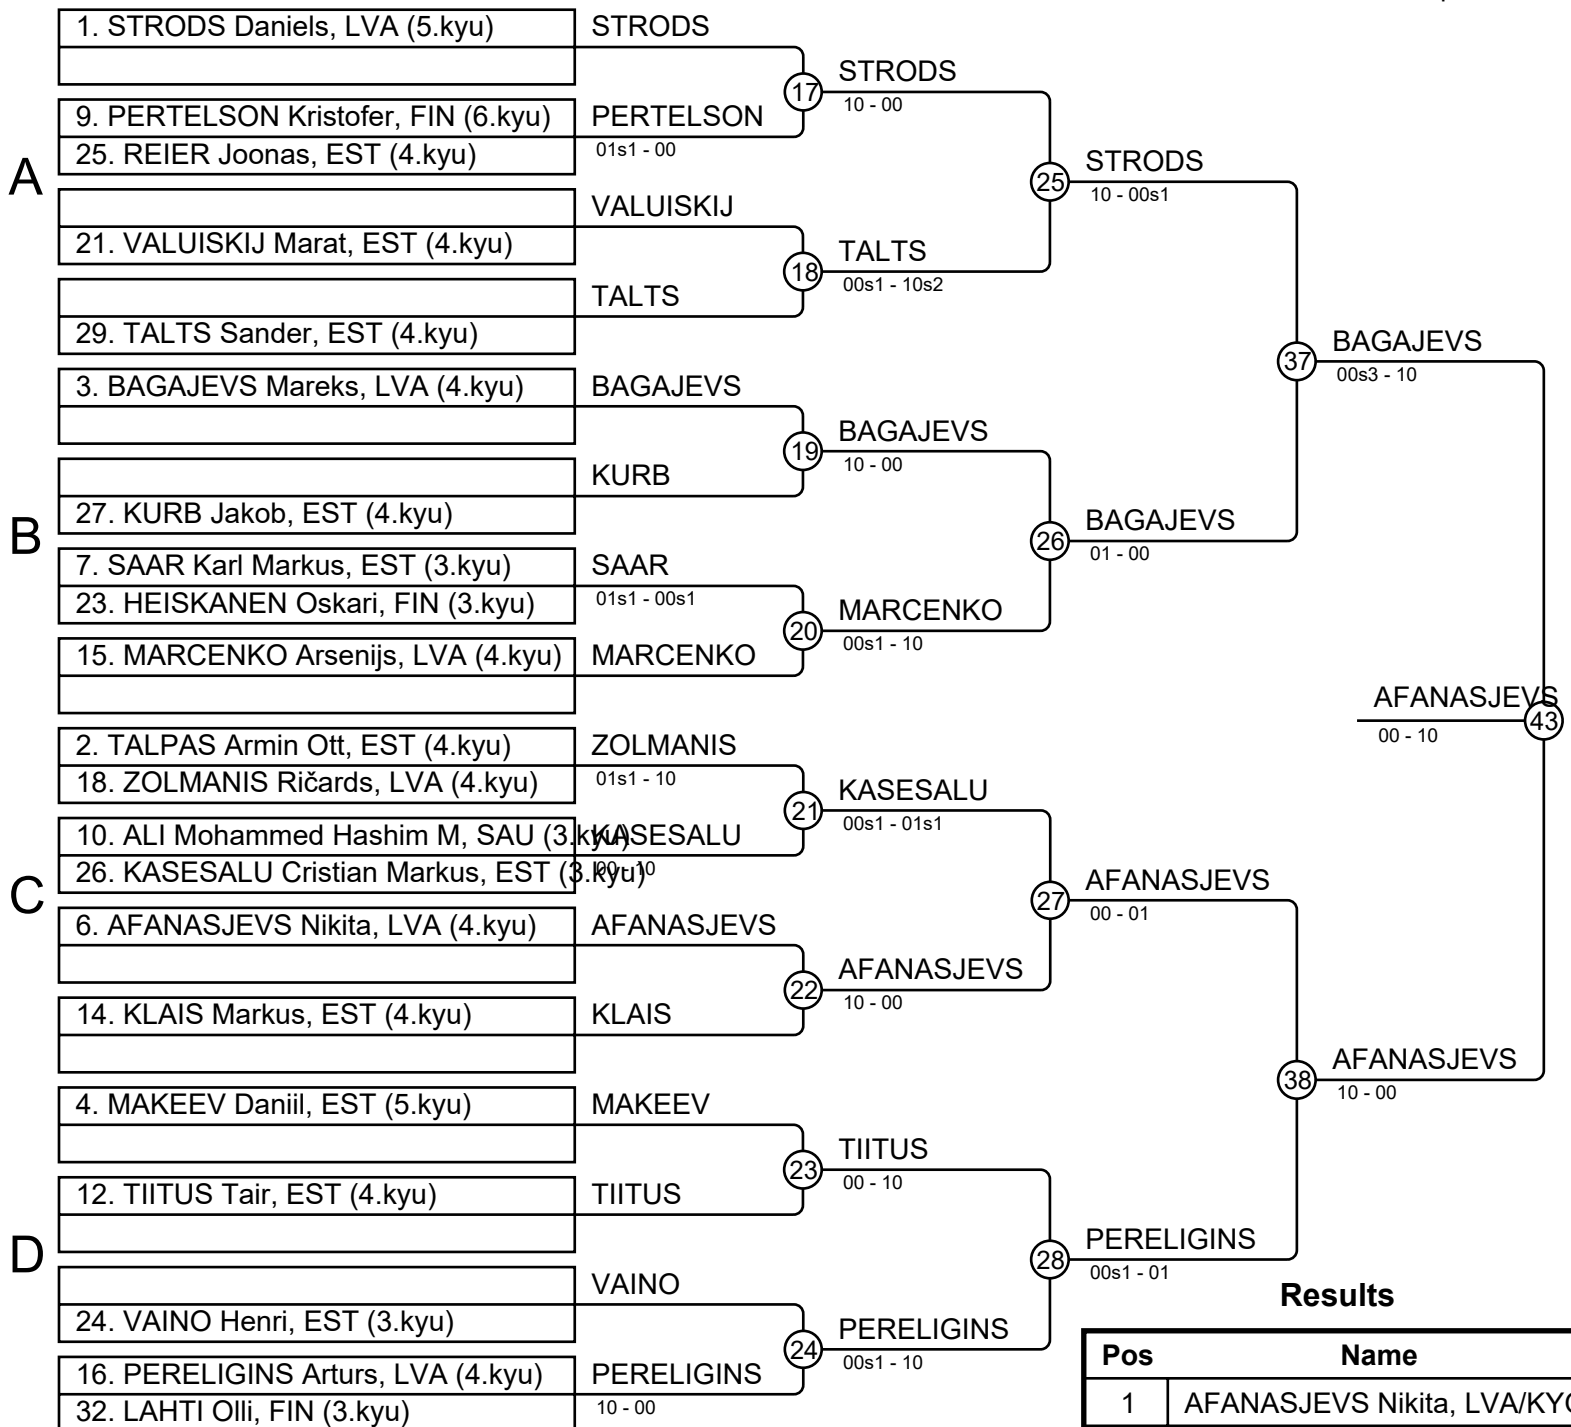 1. STRODS Daniels, LVA (5.kyu)
STRODS
17
STRODS
10 - 00
9. PERTELSON Kristofer, FIN (6.kyu)
PERTELSON
25. REIER Joonas, EST (4.kyu)
01s1 - 00
A
25
STRODS
10 - 00s1
VALUISKIJ
21. VALUISKIJ Marat, EST (4.kyu)
18
TALTS
00s1 - 10s2
TALTS
29. TALTS Sander, EST (4.kyu)
37
BAGAJEVS
00s3 - 10
3. BAGAJEVS Mareks, LVA (4.kyu)
BAGAJEVS
19
BAGAJEVS
10 - 00
KURB
27. KURB Jakob, EST (4.kyu)
B
26
BAGAJEVS
01 - 00
7. SAAR Karl Markus, EST (3.kyu)
SAAR
23. HEISKANEN Oskari, FIN (3.kyu)
01s1 - 00s1
20
MARCENKO
00s1 - 10
15. MARCENKO Arsenijs, LVA (4.kyu)
MARCENKO
AFANASJEVS
43
00 - 10
2. TALPAS Armin Ott, EST (4.kyu)
ZOLMANIS
18. ZOLMANIS Ričards, LVA (4.kyu)
01s1 - 10
21
KASESALU
00s1 - 01s1
10. ALI Mohammed Hashim M, SAU (3.kyu)
KASESALU
26. KASESALU Cristian Markus, EST (3.kyu)
00 - 10
C
27
AFANASJEVS
00 - 01
6. AFANASJEVS Nikita, LVA (4.kyu)
AFANASJEVS
22
AFANASJEVS
10 - 00
14. KLAIS Markus, EST (4.kyu)
KLAIS
38
AFANASJEVS
10 - 00
4. MAKEEV Daniil, EST (5.kyu)
MAKEEV
23
TIITUS
00 - 10
12. TIITUS Tair, EST (4.kyu)
TIITUS
D
28
PERELIGINS
00s1 - 01
VAINO
24. VAINO Henri, EST (3.kyu)
24
PERELIGINS
00s1 - 10
16. PERELIGINS Arturs, LVA (4.kyu)
PERELIGINS
32. LAHTI Olli, FIN (3.kyu)
10 - 00
Results
Pos Name
1 AFANASJEVS Nikita, LVA/KYO